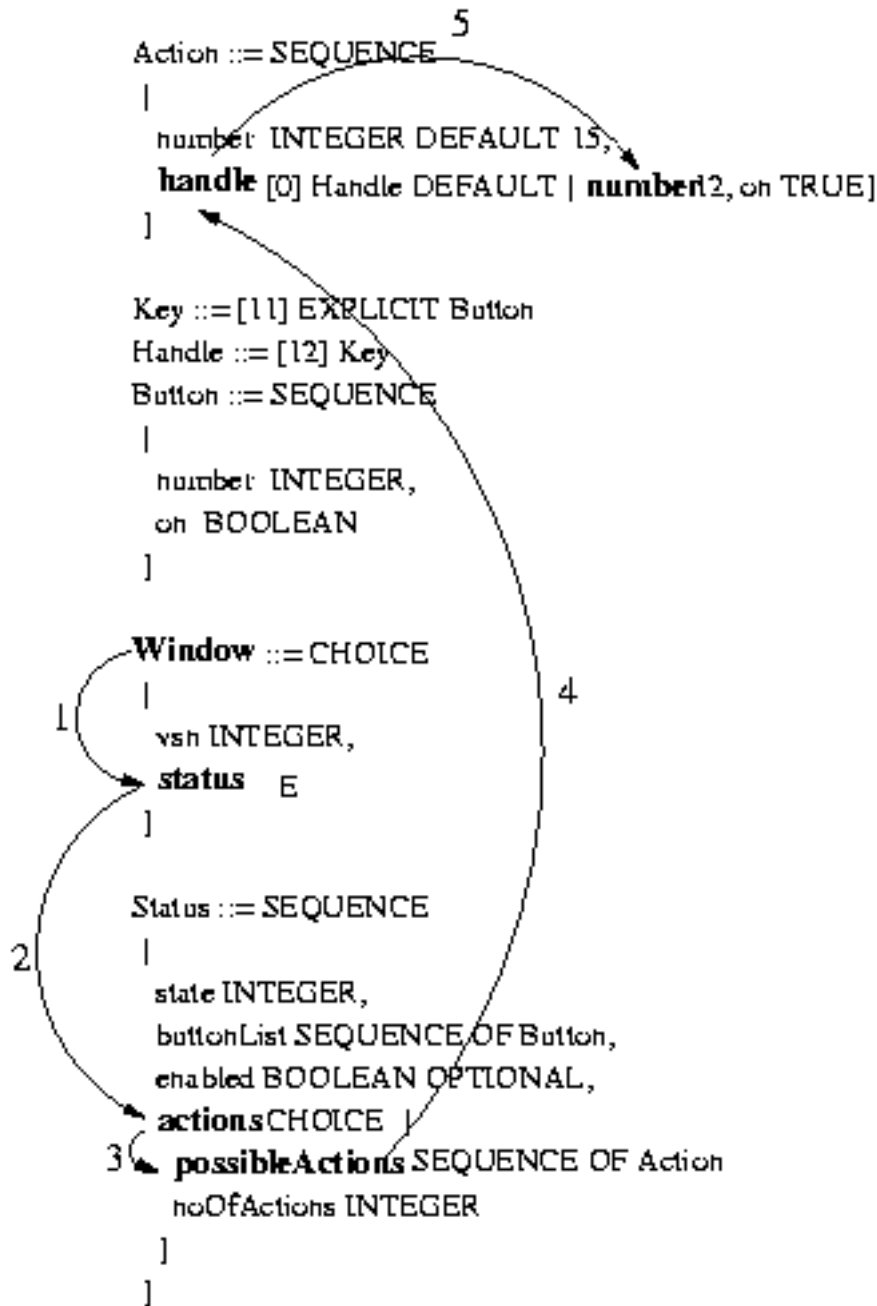 5
Action ::= SEQUENCE
|
number INTEGER DEFAULT 15,
handle [0] Handle DEFAULT | number12, on TRUE]
]
Key ::= [11] EXPLICIT Button
Handle ::= [12] Key
Button ::= SEQUENCE
|
number INTEGER,
on BOOLEAN
]
Window ::= CHOICE
4
|
1
vsn INTEGER,
status E
]
Status ::= SEQUENCE
2
|
state INTEGER,
buttonList SEQUENCE OF Button,
enabled BOOLEAN OPTIONAL,
actions CHOICE |
3 possibleActions SEQUENCE OF Action
noOfActions INTEGER
]
]